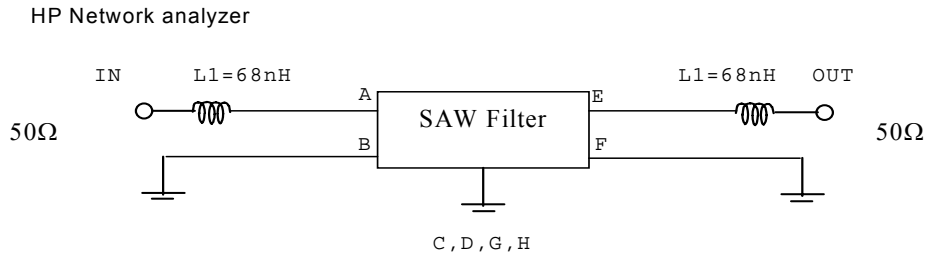 HP Network analyzer
IN L1=68nH L1=68nH OUT
A E
SAW Filter
50Ω 50Ω
B F
C,D,G,H